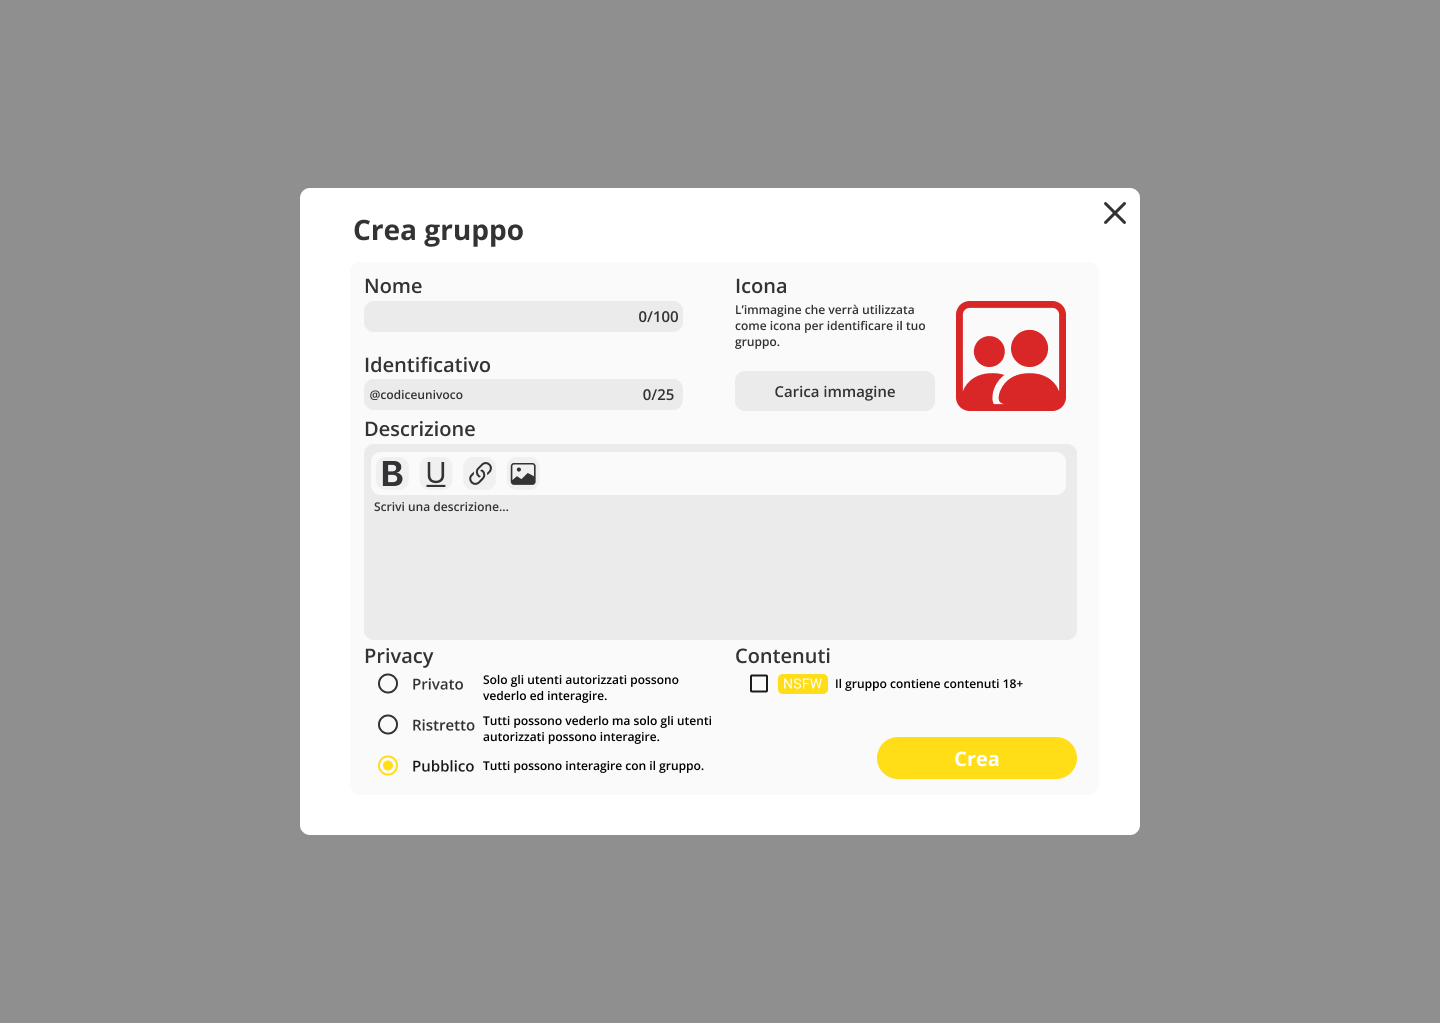 Crea gruppo
Nome
0/100
Identificativo
@codiceunivoco 0/25
Icona
L'immagine che verrà utilizzata
come icona per identificare il tuo
gruppo.
Carica immagine
Descrizione
B U
Scrivi una descrizione...
Privacy
Privato Solo gli utenti autorizzati possono
vederlo ed interagire.
Ristretto Tutti possono vederlo ma solo gli utenti
autorizzati possono interagire.
Pubblico Tutti possono interagire con il gruppo.
Contenuti
NSFW Il gruppo contiene contenuti 18+
Crea